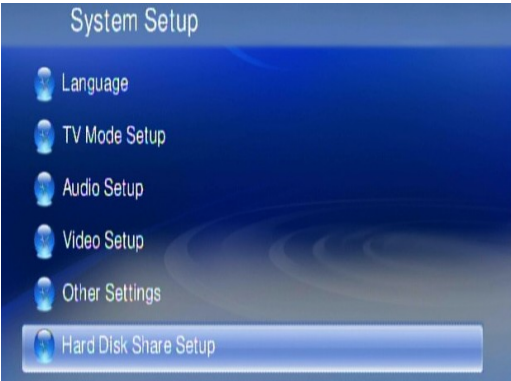 System Setup
Language
TV Mode Setup
Audio Setup
Video Setup
Other Settings
Hard Disk Share Setup